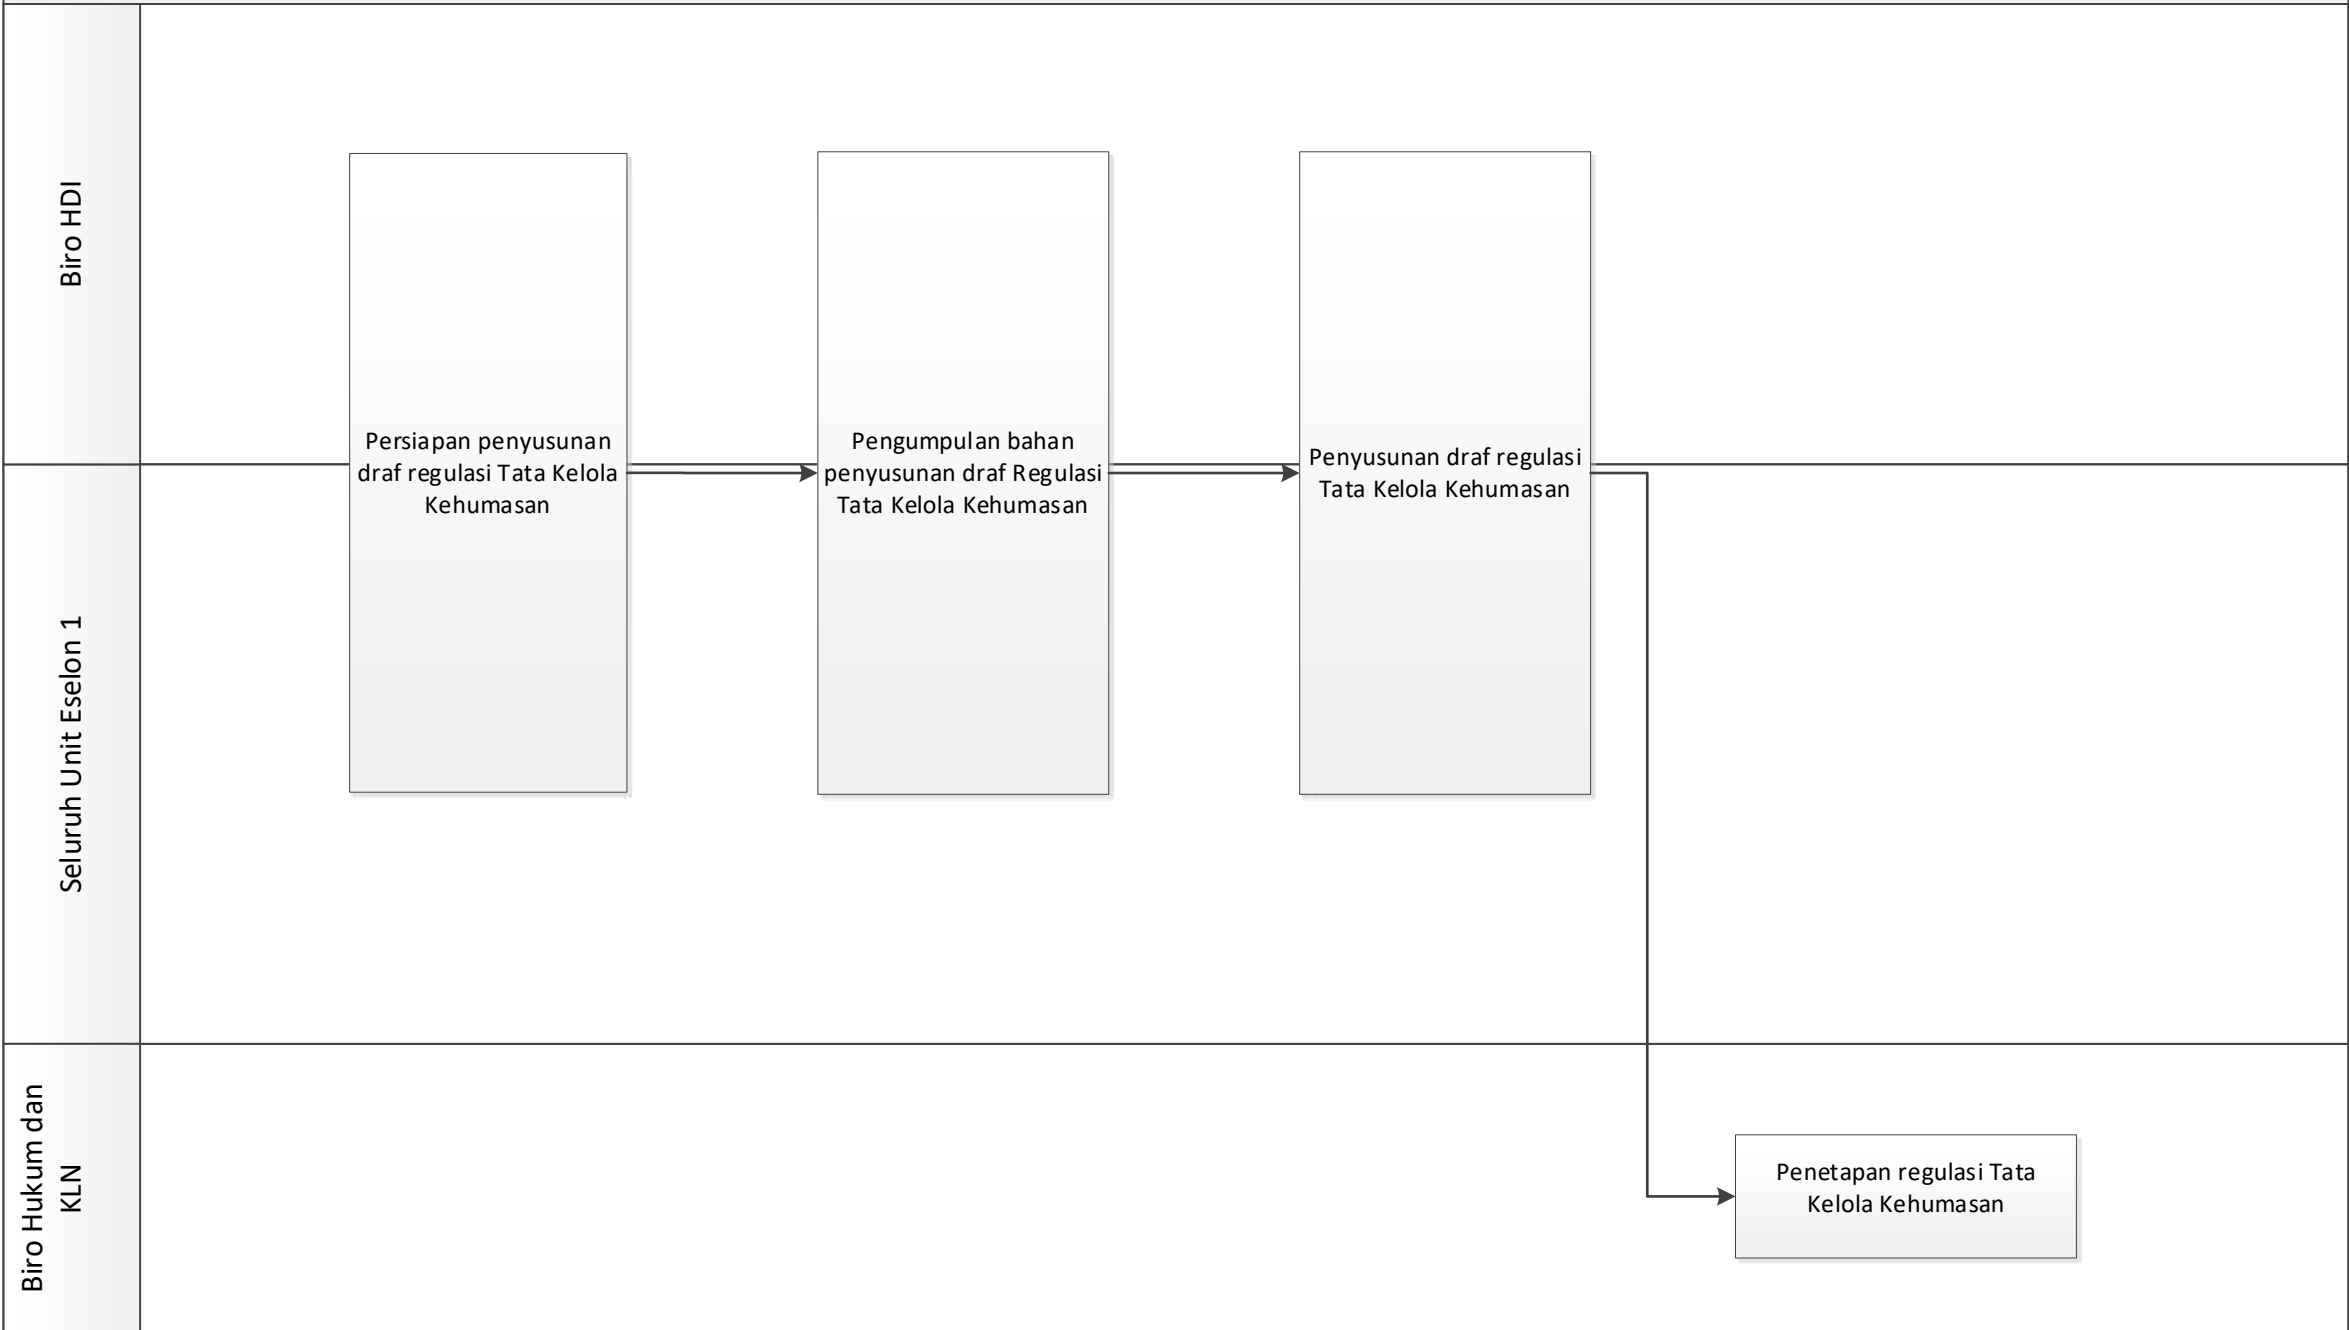 Biro HDI
Persiapan penyusunan
draf regulasi Tata Kelola
Kehumasan
Pengumpulan bahan
penyusunan draf Regulasi
Tata Kelola Kehumasan
Penyusunan draf regulasi
Tata Kelola Kehumasan
Seluruh Unit Eselon 1
Biro Hukum dan
KLN
Penetapan regulasi Tata
Kelola Kehumasan